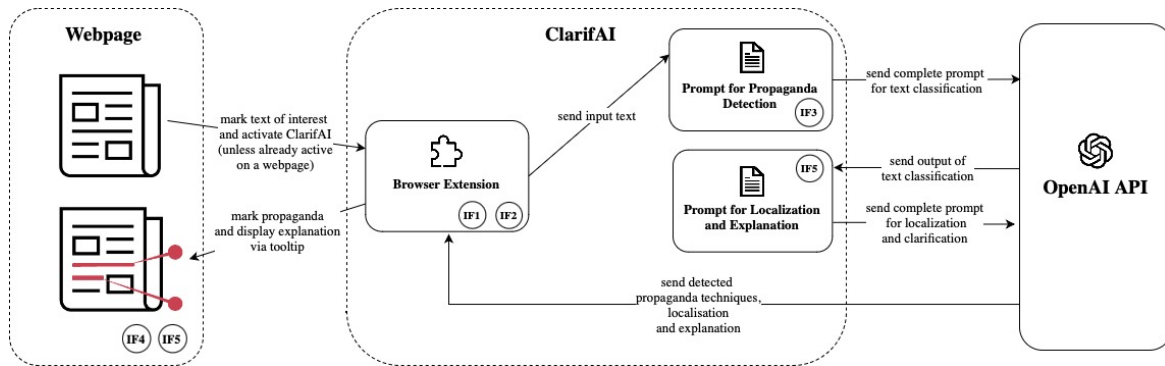 Webpage
mark text of interest
and activate ClarifAI
(unless already active
on a webpage)
mark propaganda
and display explanation
via tooltip
IF4 IF5
ClarifAI
Browser Extension
IF1 IF2
send input text
Prompt for Propaganda
Detection
IF3
IF5
Prompt for Localization
and Explanation
send complete prompt
for text classification
send output of
text classification
send complete prompt
for localization
and clarification
send detected
propaganda techniques,
localisation
and explanation
OpenAI API